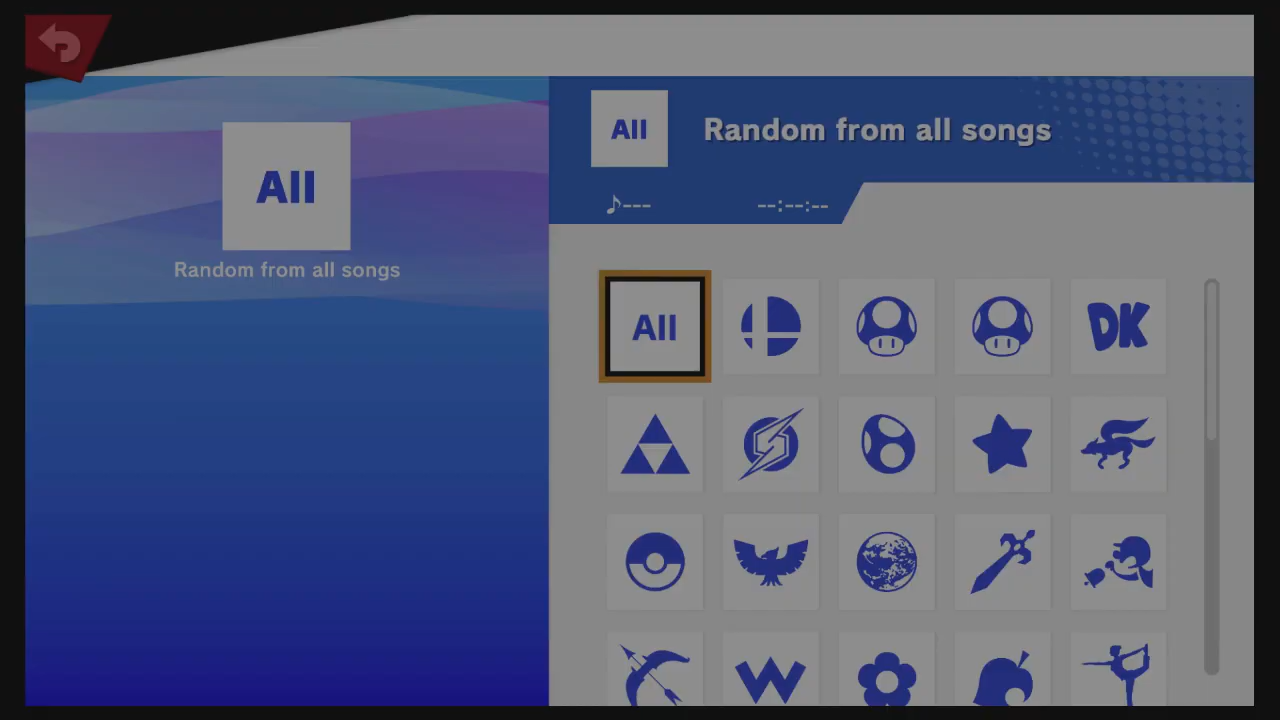 All
Random from all songs
All
Random from all songs
♪--- --:--:--
All
DK